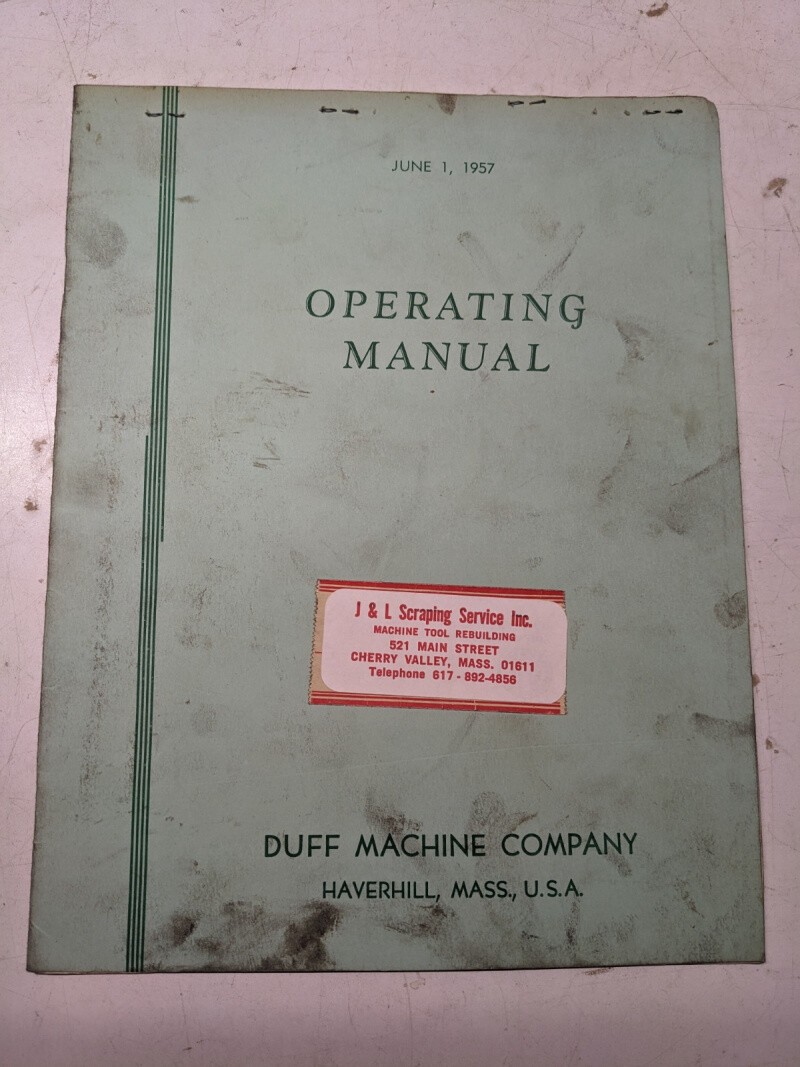 JUNE 1, 1957
OPERATING
MANUAL
J & L Scraping Service Inc.
MACHINE TOOL REBUILDING
521 MAIN STREET
CHERRY VALLEY, MASS. 01611
Telephone 617 - 892-4856
DUFF MACHINE COMPANY
HAVERHILL, MASS., U.S.A.